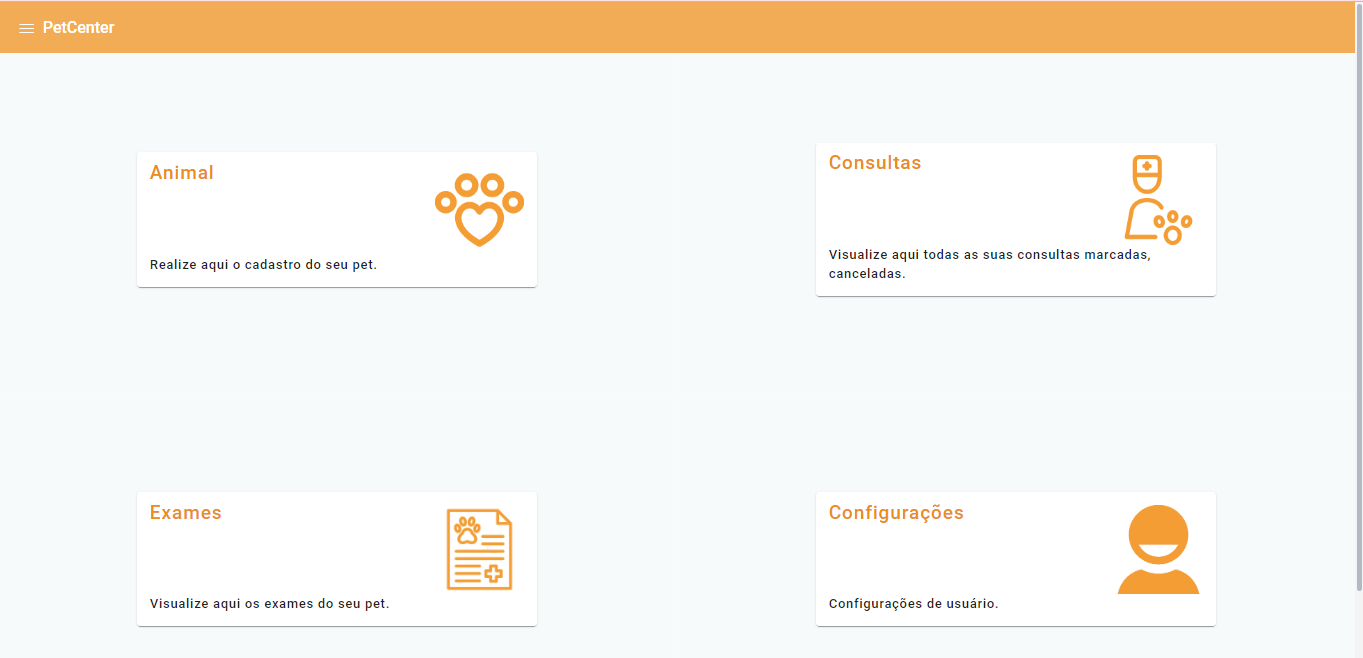 PetCenter
Animal
Realize aqui o cadastro do seu pet.
Consultas
Visualize aqui todas as suas consultas marcadas,
canceladas.
Exames
Visualize aqui os exames do seu pet.
Configurações
Configurações de usuário.